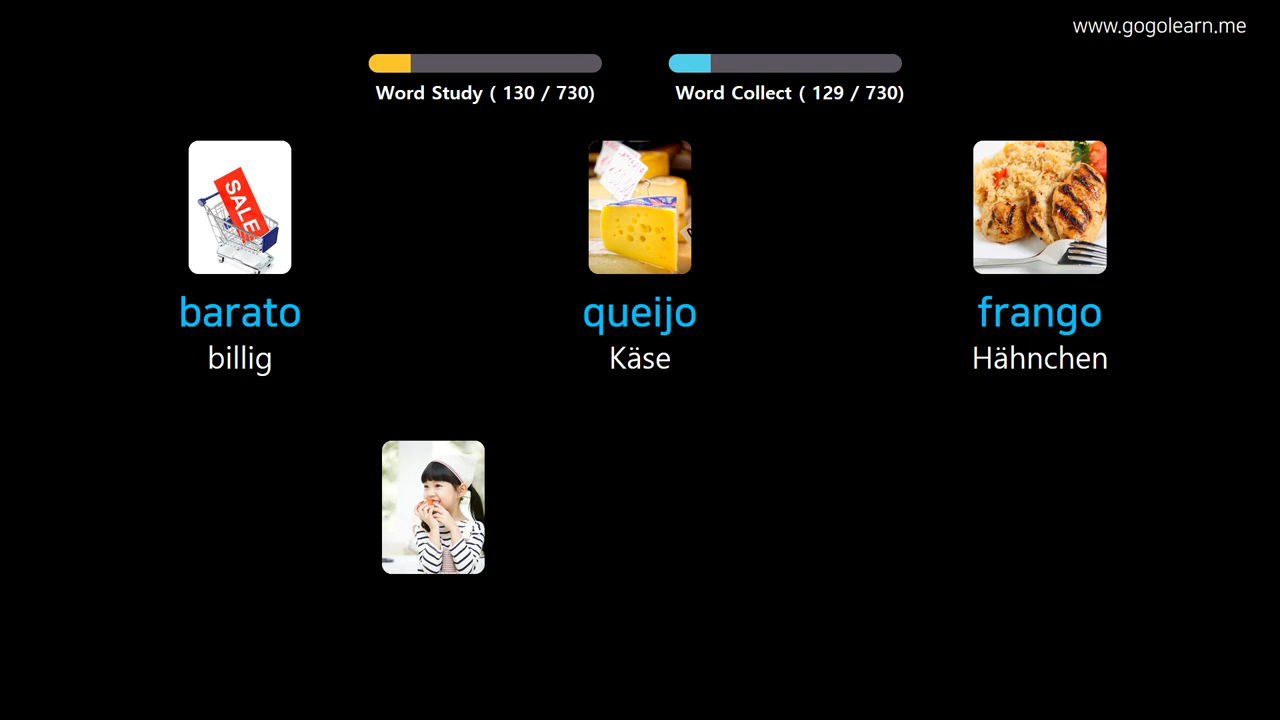 www.gogolearn.me
Word Study ( 130 / 730)
Word Collect ( 129 / 730)
SALE
barato
queijo
frango
billig
Käse
Hähnchen